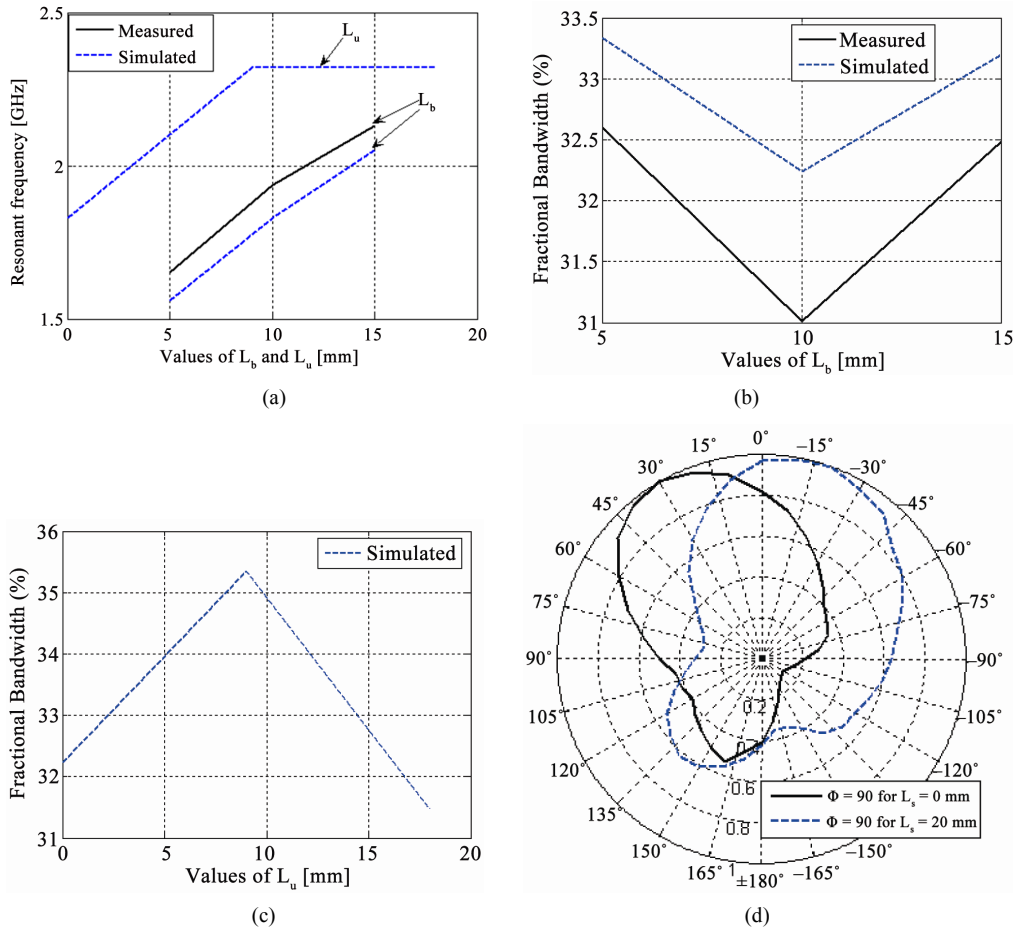 Measured
Simulated
L_u
L_b
2.5
2
1.5
Resonant frequency [GHz]
0 5 10 15 20
Values of L_b and L_u [mm]
(a)
Measured
Simulated
33.5
33
32.5
32
31.5
31
Fractional Bandwidth (%)
5 10 15
Values of L_b [mm]
(b)
Simulated
36
35
34
33
32
31
Fractional Bandwidth (%)
0 5 10 15 20
Values of L_u [mm]
(c)
0°
15° −15°
30° −30°
45° −45°
60° −60°
75° −75°
90° −90°
105° −105°
120° −120°
135°
150° −150°
165° −165°
±180°
0.2
0.4
0.6
0.8
1
Φ = 90 for L_s = 0 mm
Φ = 90 for L_s = 20 mm
(d)